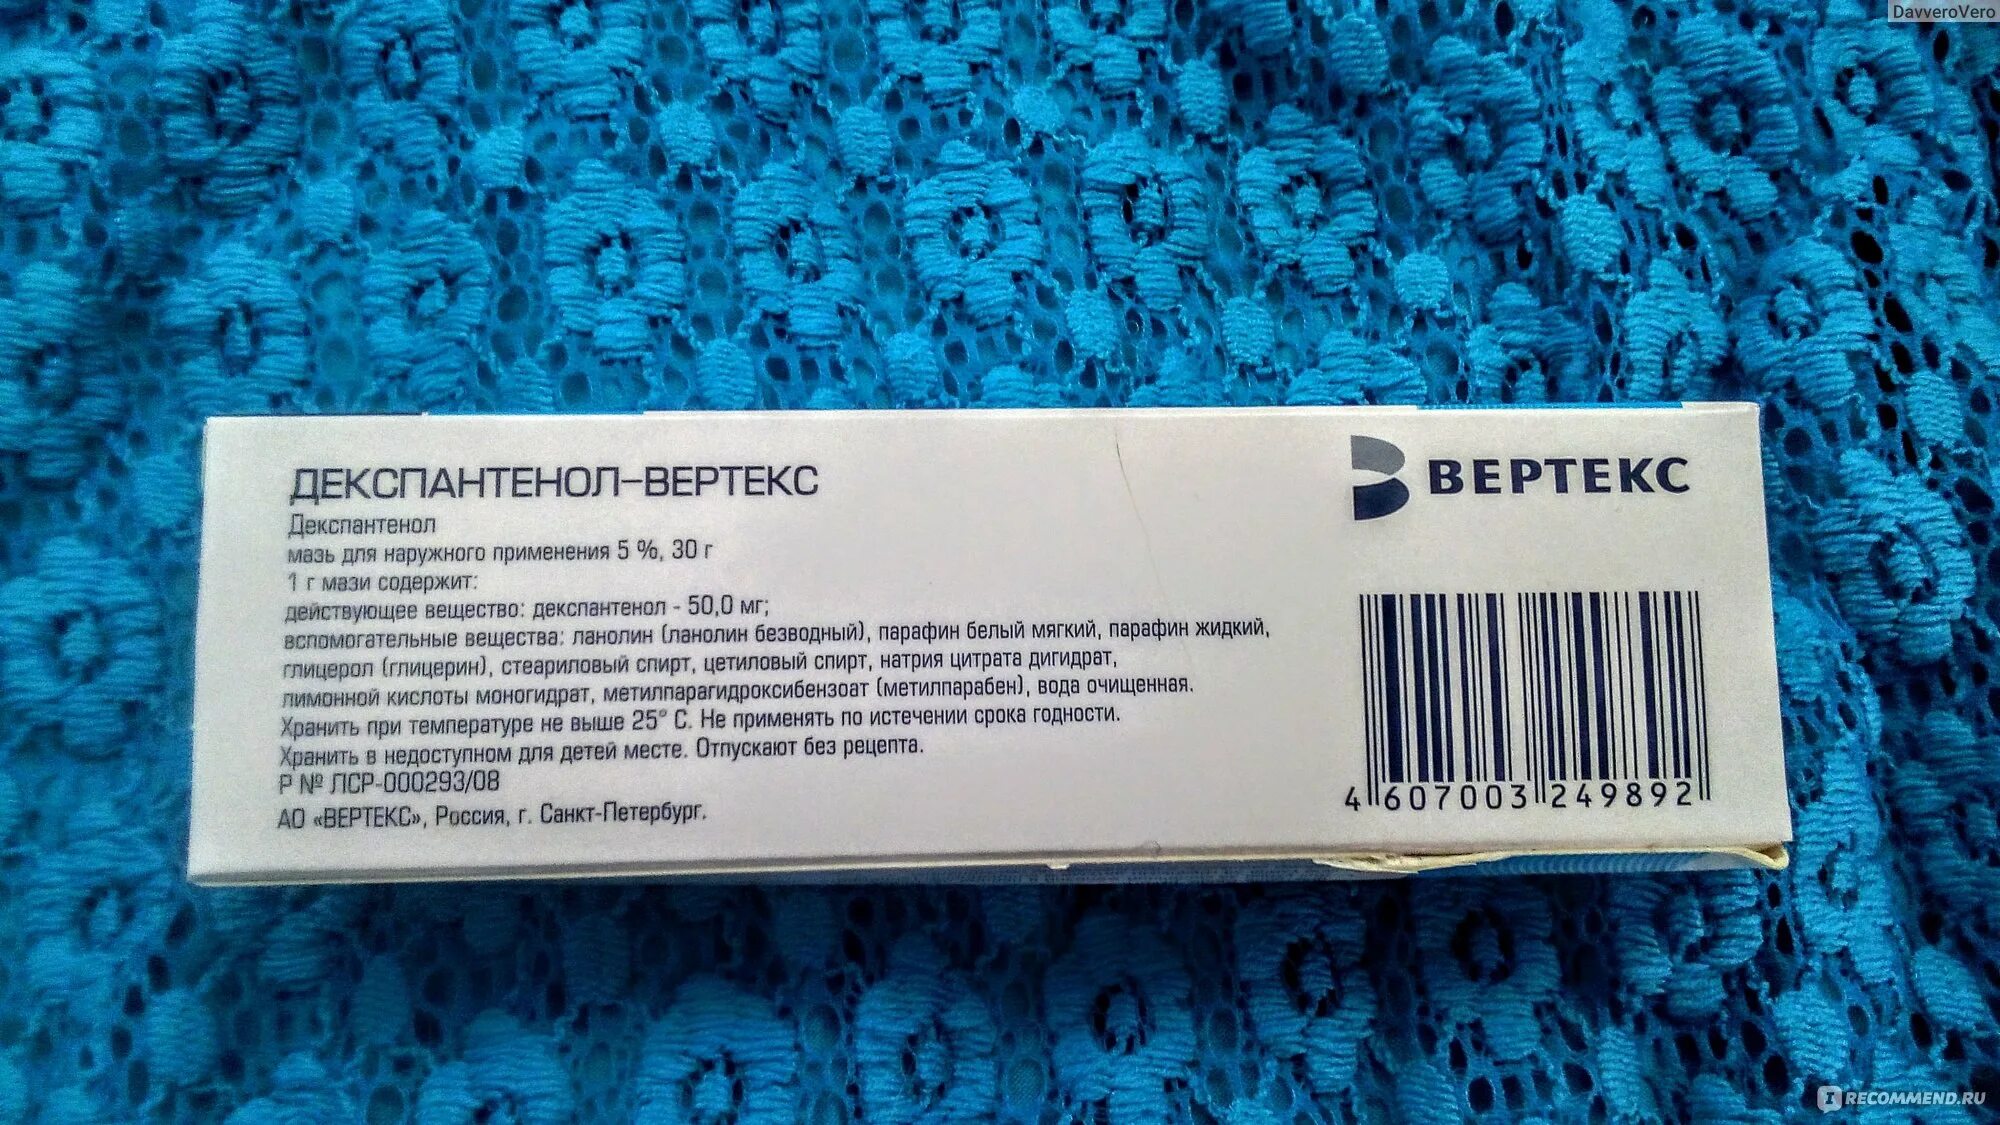 DavveroVero
ДЕКСПАНТЕНОЛ-ВЕРТЕКС
Декспантенол
мазь для наружного применения 5 %, 30 г
1 г мази содержит:
действующее вещество: декспантенол - 50,0 мг;
вспомогательные вещества: ланолин (ланолин безводный), парафин белый мягкий, парафин жидкий,
глицерол (глицерин), стеариловый спирт, цетиловый спирт, натрия цитрата дигидрат,
лимонной кислоты моногидрат, метилпарагидроксибензоат (метилпарабен), вода очищенная.
Хранить при температуре не выше 25° С. Не применять по истечении срока годности.
Хранить в недоступном для детей месте. Отпускают без рецепта.
Р № ЛСР-000293/08
АО «ВЕРТЕКС», Россия, г. Санкт-Петербург.
ВЕРТЕКС
4 607003 249892
IRECOMMEND.RU